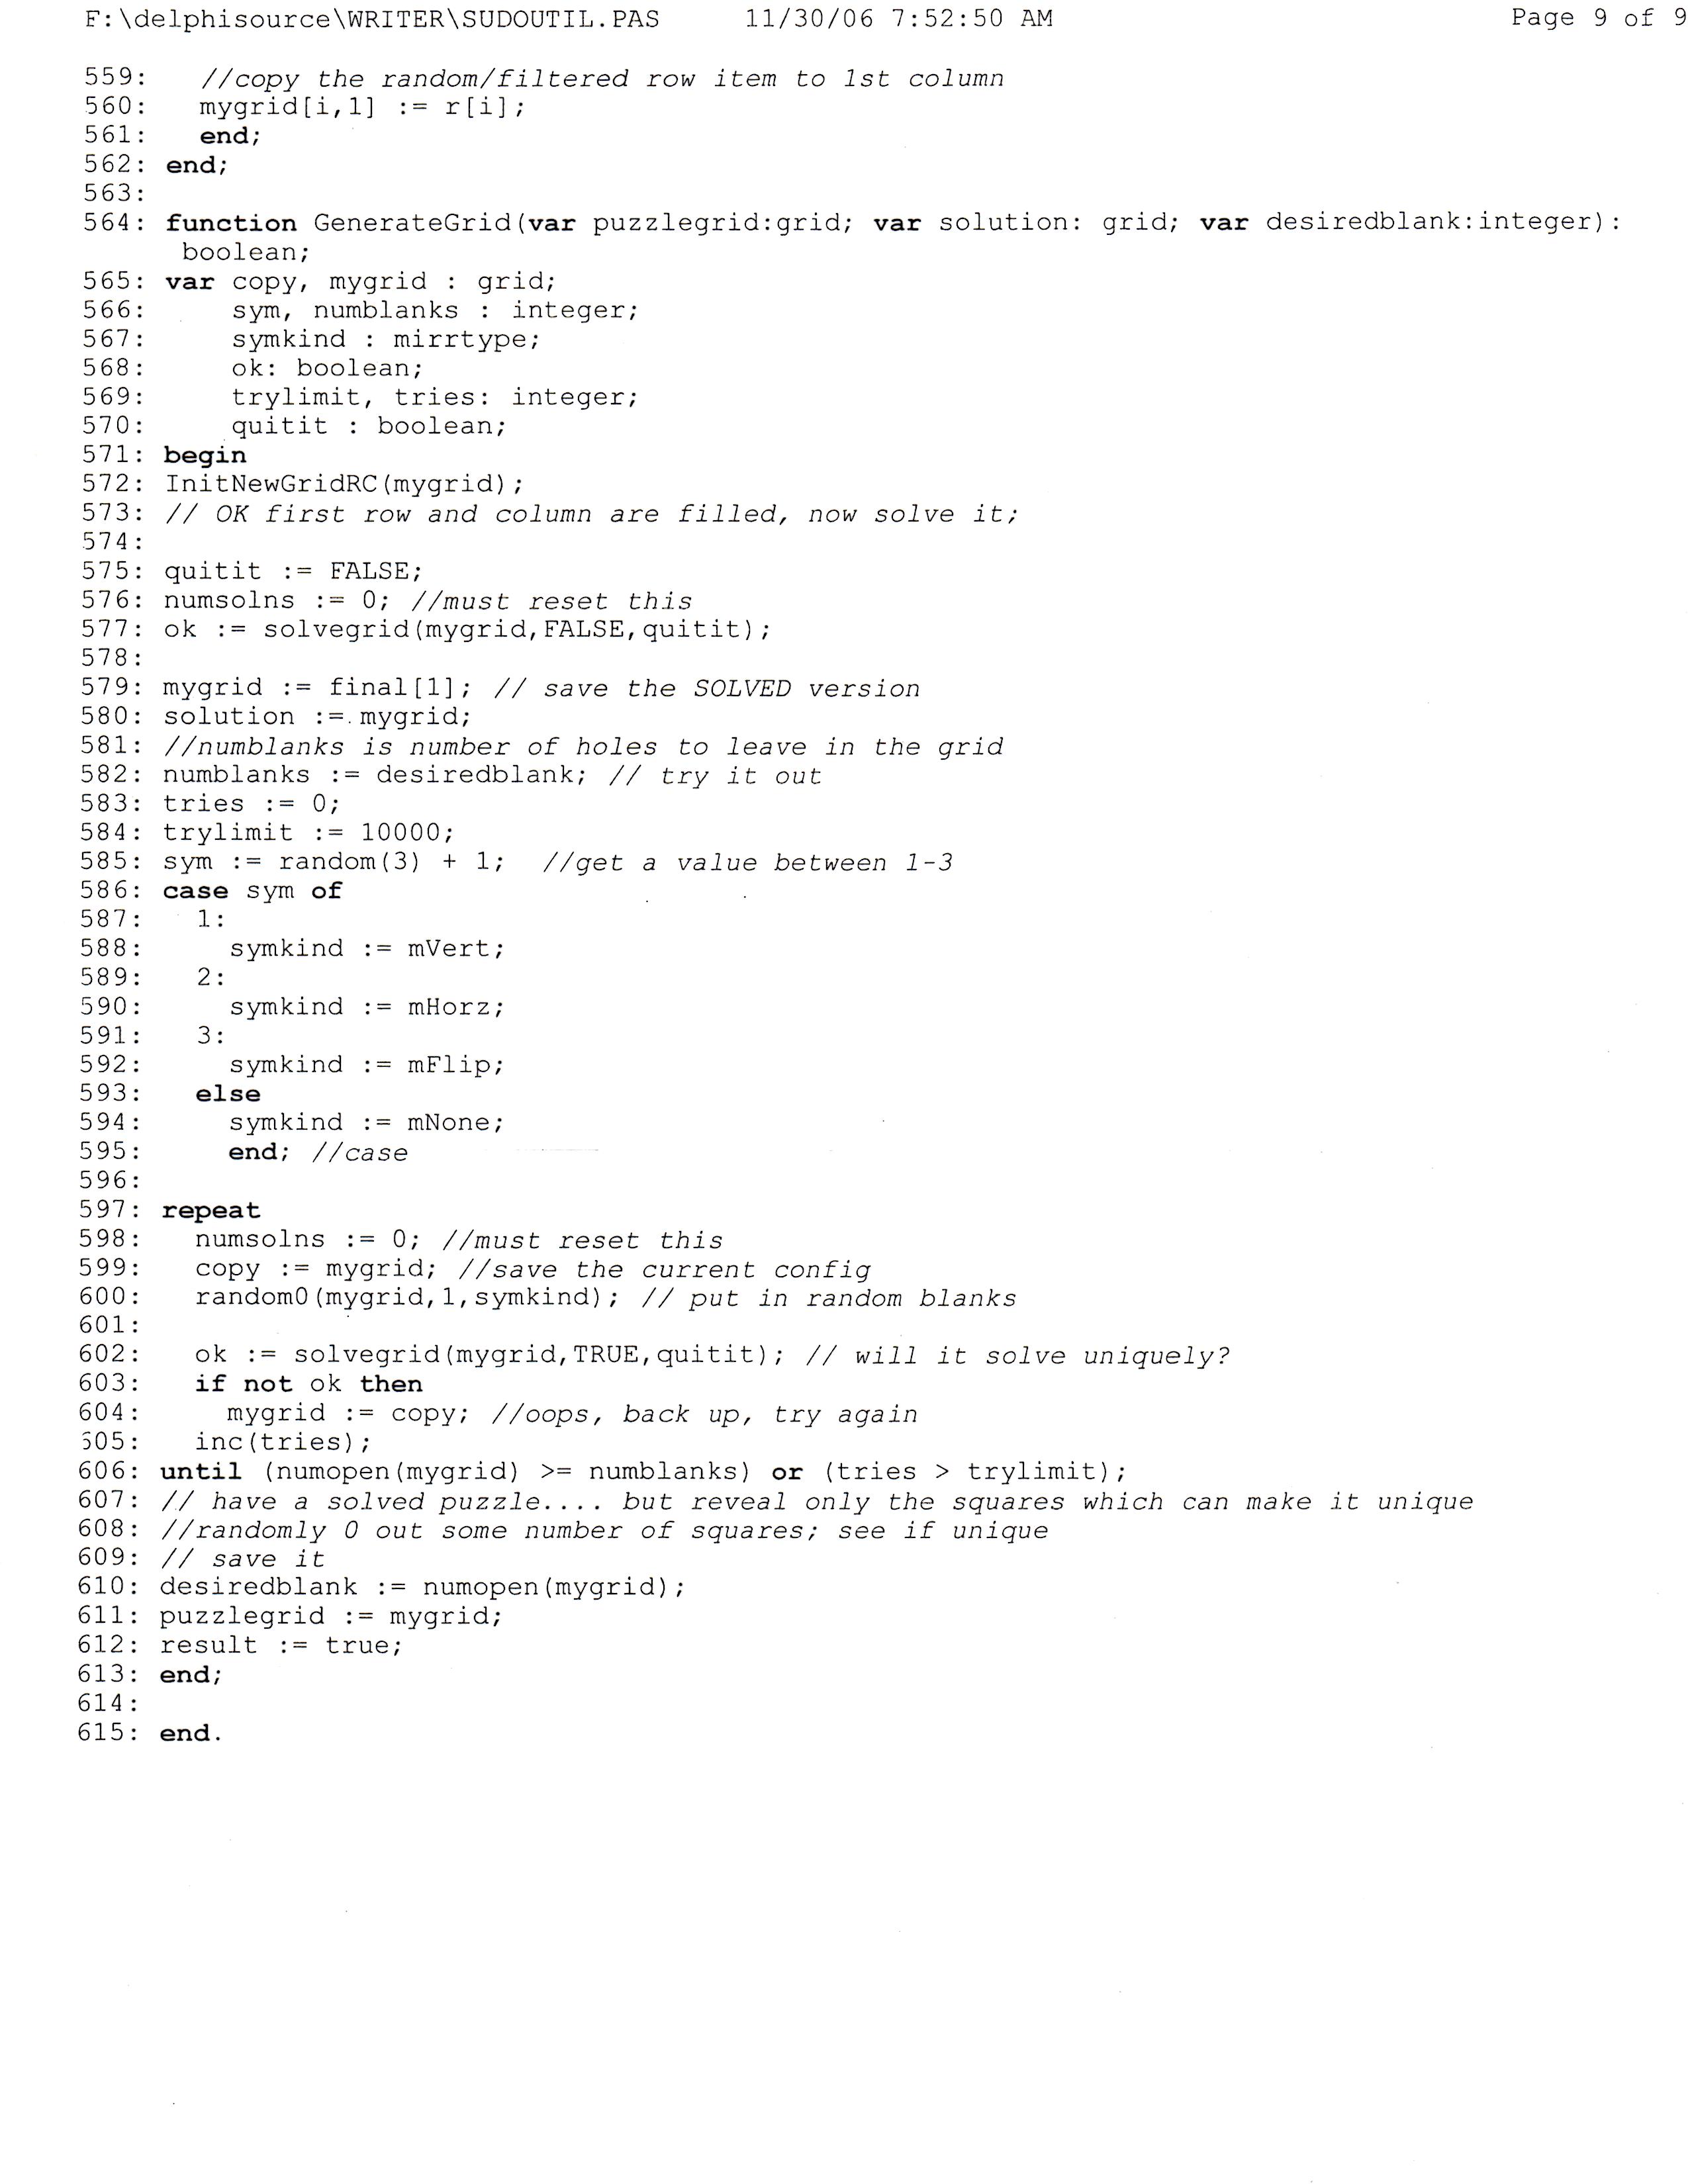 F:\delphisource\WRITER\SUDOUTIL.PAS 11/30/06 7:52:50 AM Page 9 of 9
559: //copy the random/filtered row item to 1st column
560: mygrid[i,1] := r[i];
561: end;
562: end;
563:
564: function GenerateGrid(var puzzlegrid:grid; var solution: grid; var desiredblank:integer):
boolean;
565: var copy, mygrid : grid;
566: sym, numblanks : integer;
567: symkind : mirrtype;
568: ok: boolean;
569: trylimit, tries: integer;
570: quitit : boolean;
571: begin
572: InitNewGridRC(mygrid);
573: // OK first row and column are filled, now solve it;
574:
575: quitit := FALSE;
576: numsolns := 0; //must reset this
577: ok := solvegrid(mygrid,FALSE,quitit);
578:
579: mygrid := final[1]; // save the SOLVED version
580: solution := mygrid;
581: //numblanks is number of holes to leave in the grid
582: numblanks := desiredblank; // try it out
583: tries := 0;
584: trylimit := 10000;
585: sym := random(3) + 1; //get a value between 1-3
586: case sym of
587: 1:
588: symkind := mVert;
589: 2:
590: symkind := mHorz;
591: 3:
592: symkind := mFlip;
593: else
594: symkind := mNone;
595: end; //case
596:
597: repeat
598: numsolns := 0; //must reset this
599: copy := mygrid; //save the current config
600: random0(mygrid,1,symkind); // put in random blanks
601:
602: ok := solvegrid(mygrid,TRUE,quitit); // will it solve uniquely?
603: if not ok then
604: mygrid := copy; //oops, back up, try again
605: inc(tries);
606: until (numopen(mygrid) >= numblanks) or (tries > trylimit);
607: // have a solved puzzle.... but reveal only the squares which can make it unique
608: //randomly 0 out some number of squares; see if unique
609: // save it
610: desiredblank := numopen(mygrid);
611: puzzlegrid := mygrid;
612: result := true;
613: end;
614:
615: end.